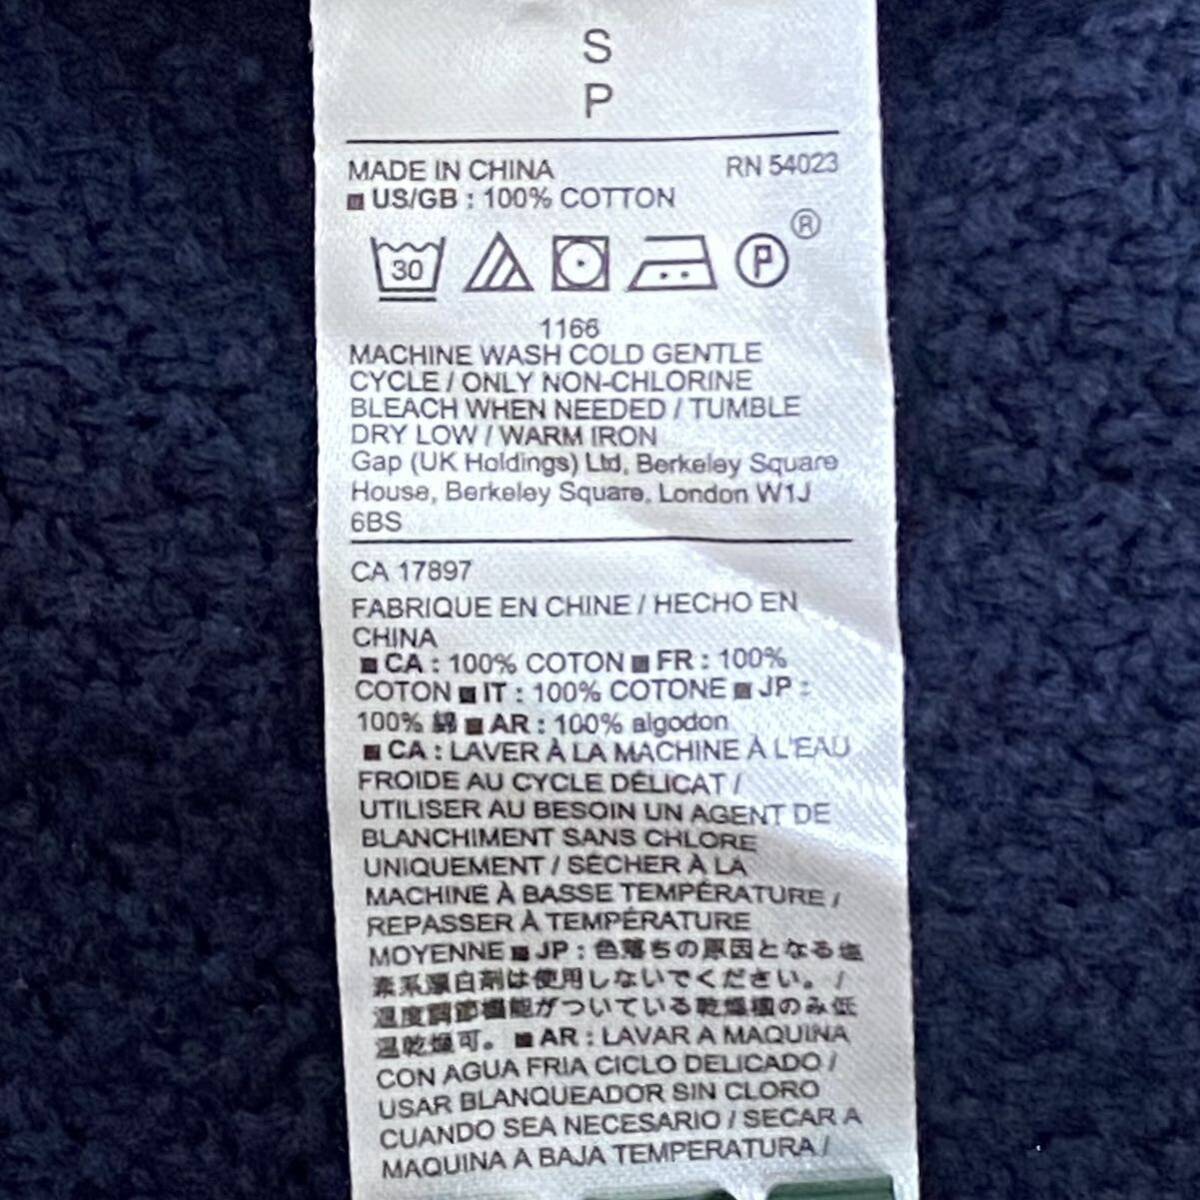 S
P
MADE IN CHINA RN 54023
US/GB : 100% COTTON
30 P ®
1166
MACHINE WASH COLD GENTLE
CYCLE / ONLY NON-CHLORINE
BLEACH WHEN NEEDED / TUMBLE
DRY LOW / WARM IRON
Gap (UK Holdings) Ltd, Berkeley Square
House, Berkeley Square, London W1J
6BS
CA 17897
FABRIQUE EN CHINE / HECHO EN
CHINA
■ CA : 100% COTON ■ FR : 100%
COTON ■ IT : 100% COTONE ■ JP :
100% 綿 ■ AR : 100% algodon
■ CA : LAVER À LA MACHINE À L'EAU
FROIDE AU CYCLE DÉLICAT /
UTILISER AU BESOIN UN AGENT DE
BLANCHIMENT SANS CHLORE
UNIQUEMENT / SÉCHER À LA
MACHINE À BASSE TEMPÉRATURE /
REPASSER À TEMPÉRATURE
MOYENNE ■ JP : 色落ちの原因となる塩
素系漂白剤は使用しないでください。 /
温度調節機能がついている乾燥機のみ低
温乾燥可。 ■ AR : LAVAR A MAQUINA
CON AGUA FRIA CICLO DELICADO /
USAR BLANQUEADOR SIN CLORO
CUANDO SEA NECESARIO / SECAR A
MAQUINA A BAJA TEMPERATURA /